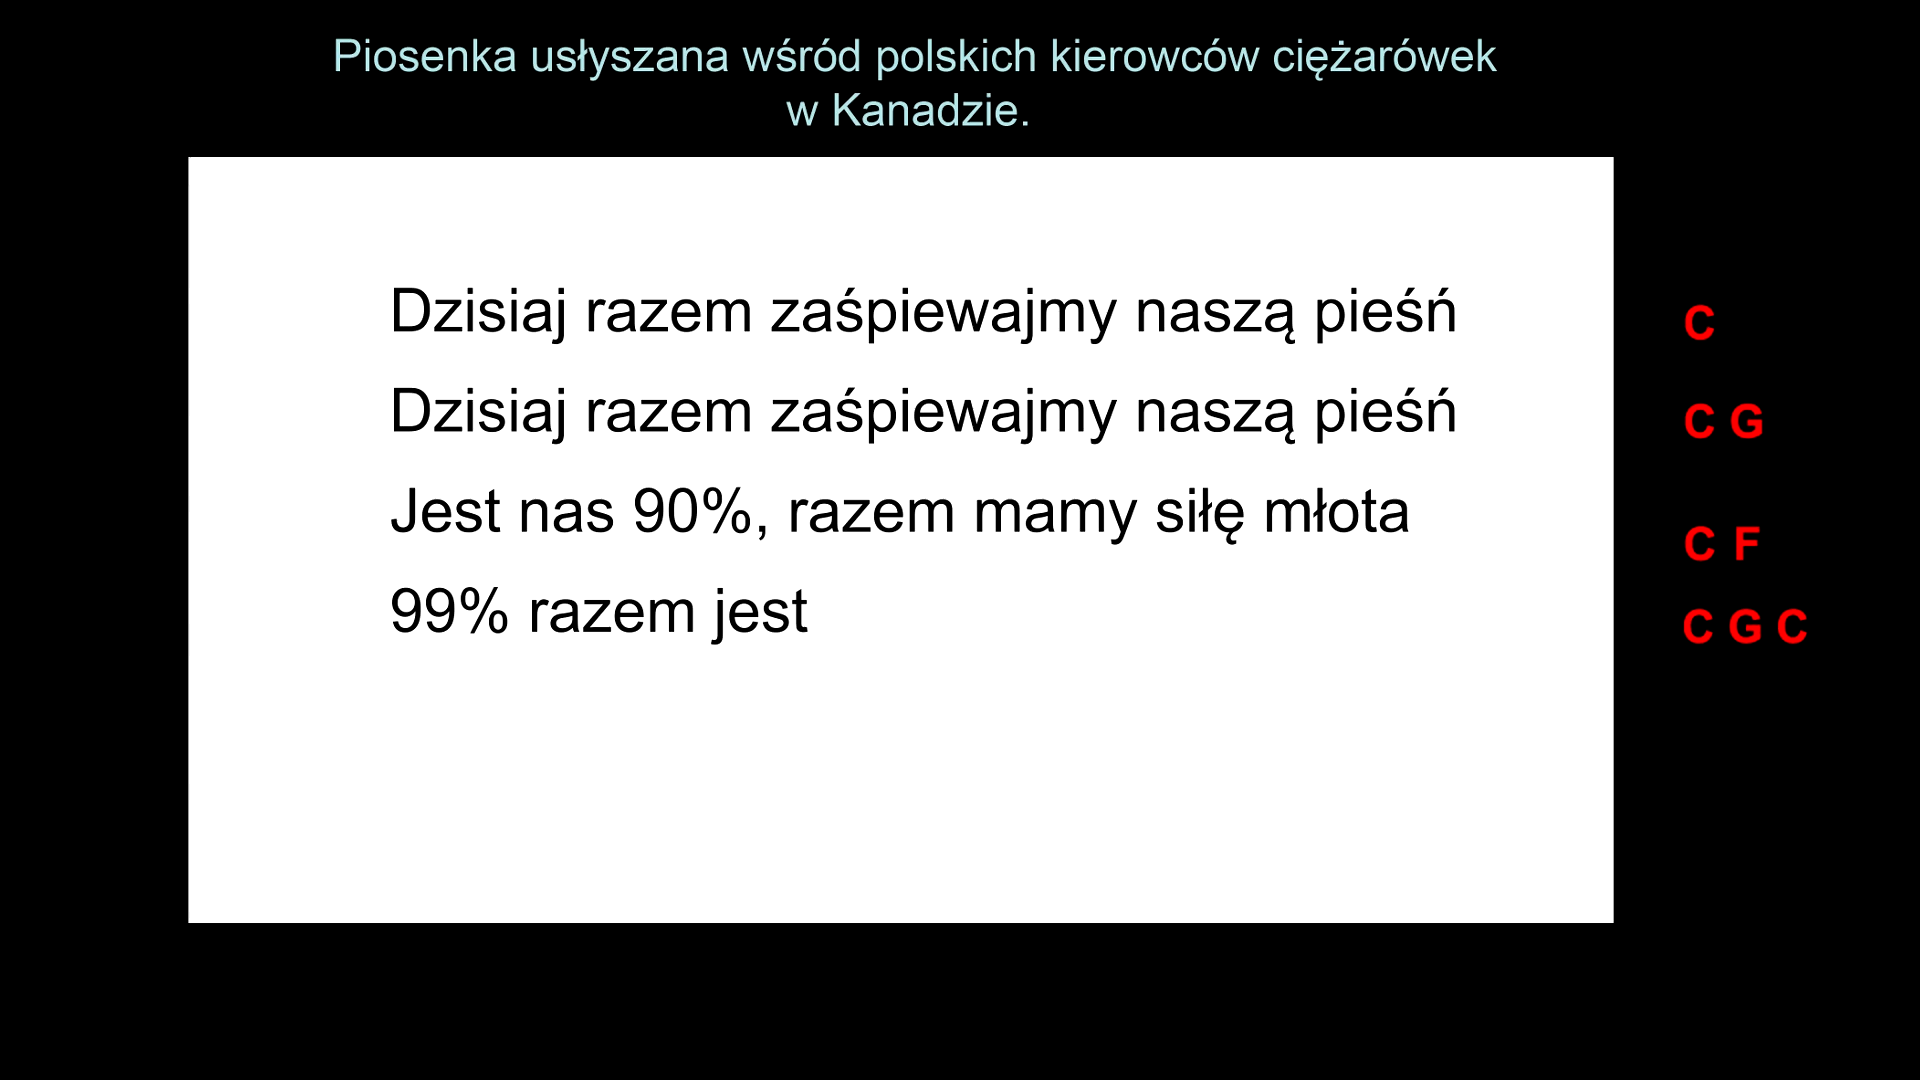 Piosenka usłyszana wśród polskich kierowców ciężarówek
w Kanadzie.
Dzisiaj razem zaśpiewajmy naszą pieśń C
Dzisiaj razem zaśpiewajmy naszą pieśń C G
Jest nas 90%, razem mamy siłę młota C F
99% razem jest C G C